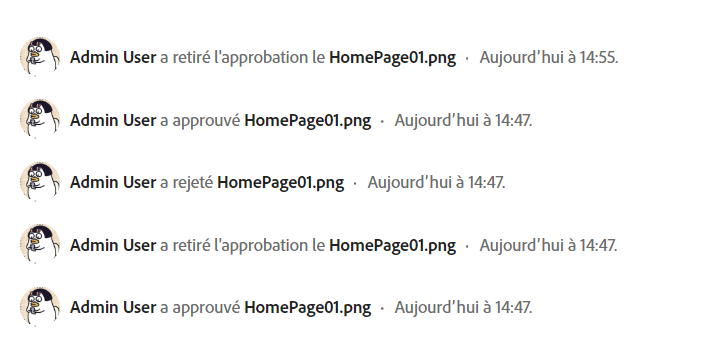 Admin User a retiré l'approbation le HomePage01.png · Aujourd’hui à 14:55.
Admin User a approuvé HomePage01.png · Aujourd’hui à 14:47.
Admin User a rejeté HomePage01.png · Aujourd’hui à 14:47.
Admin User a retiré l'approbation le HomePage01.png · Aujourd’hui à 14:47.
Admin User a approuvé HomePage01.png · Aujourd’hui à 14:47.